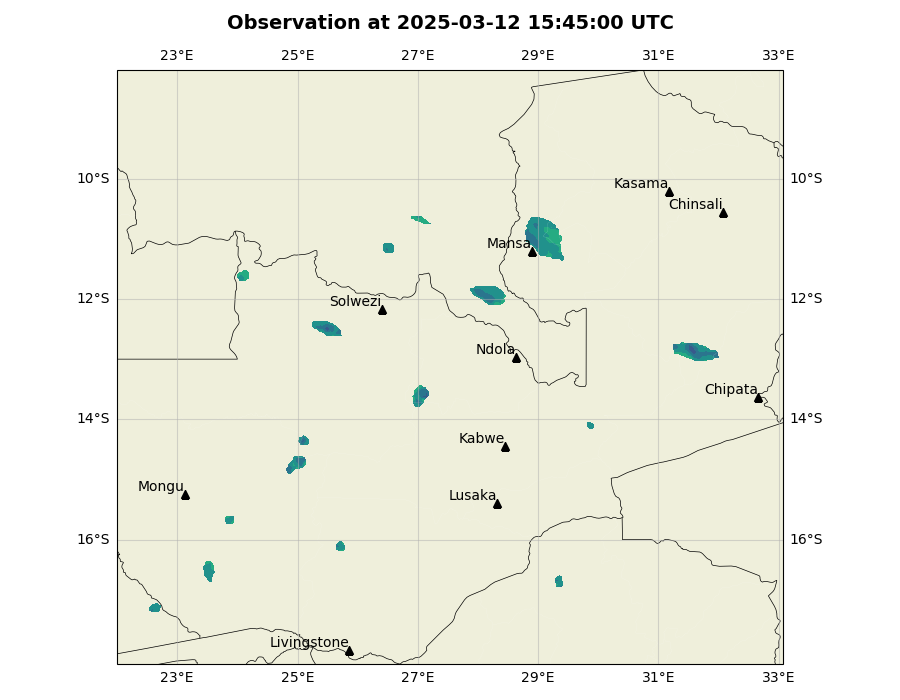 Observation at 2025-03-12 15:45:00 UTC
23°E 25°E 27°E 29°E 31°E 33°E
10°S 10°S
Kasama
Chinsali
Mansa
12°S 12°S
Solwezi
Ndola
Chipata
14°S 14°S
Kabwe
Mongu
Lusaka
16°S 16°S
Livingstone
23°E 25°E 27°E 29°E 31°E 33°E